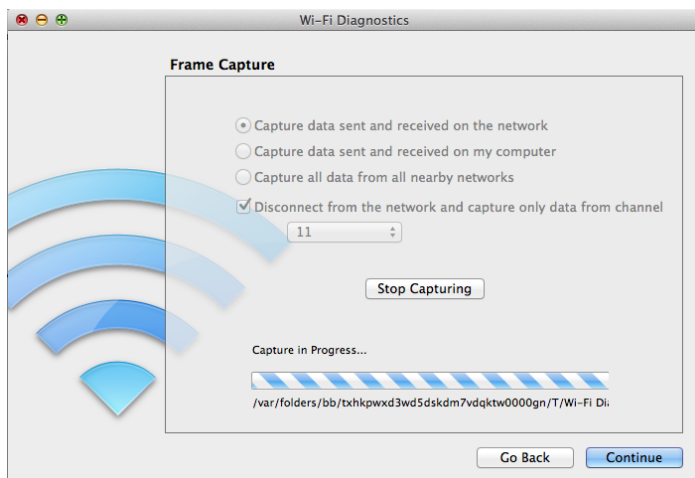 Wi-Fi Diagnostics
Frame Capture
Capture data sent and received on the network
Capture data sent and received on my computer
Capture all data from all nearby networks
Disconnect from the network and capture only data from channel
11
Stop Capturing
Capture in Progress...
/var/folders/bb/txhkpwxd3wd5dskdm7vdqktw0000gn/T/Wi-Fi
Go Back Continue